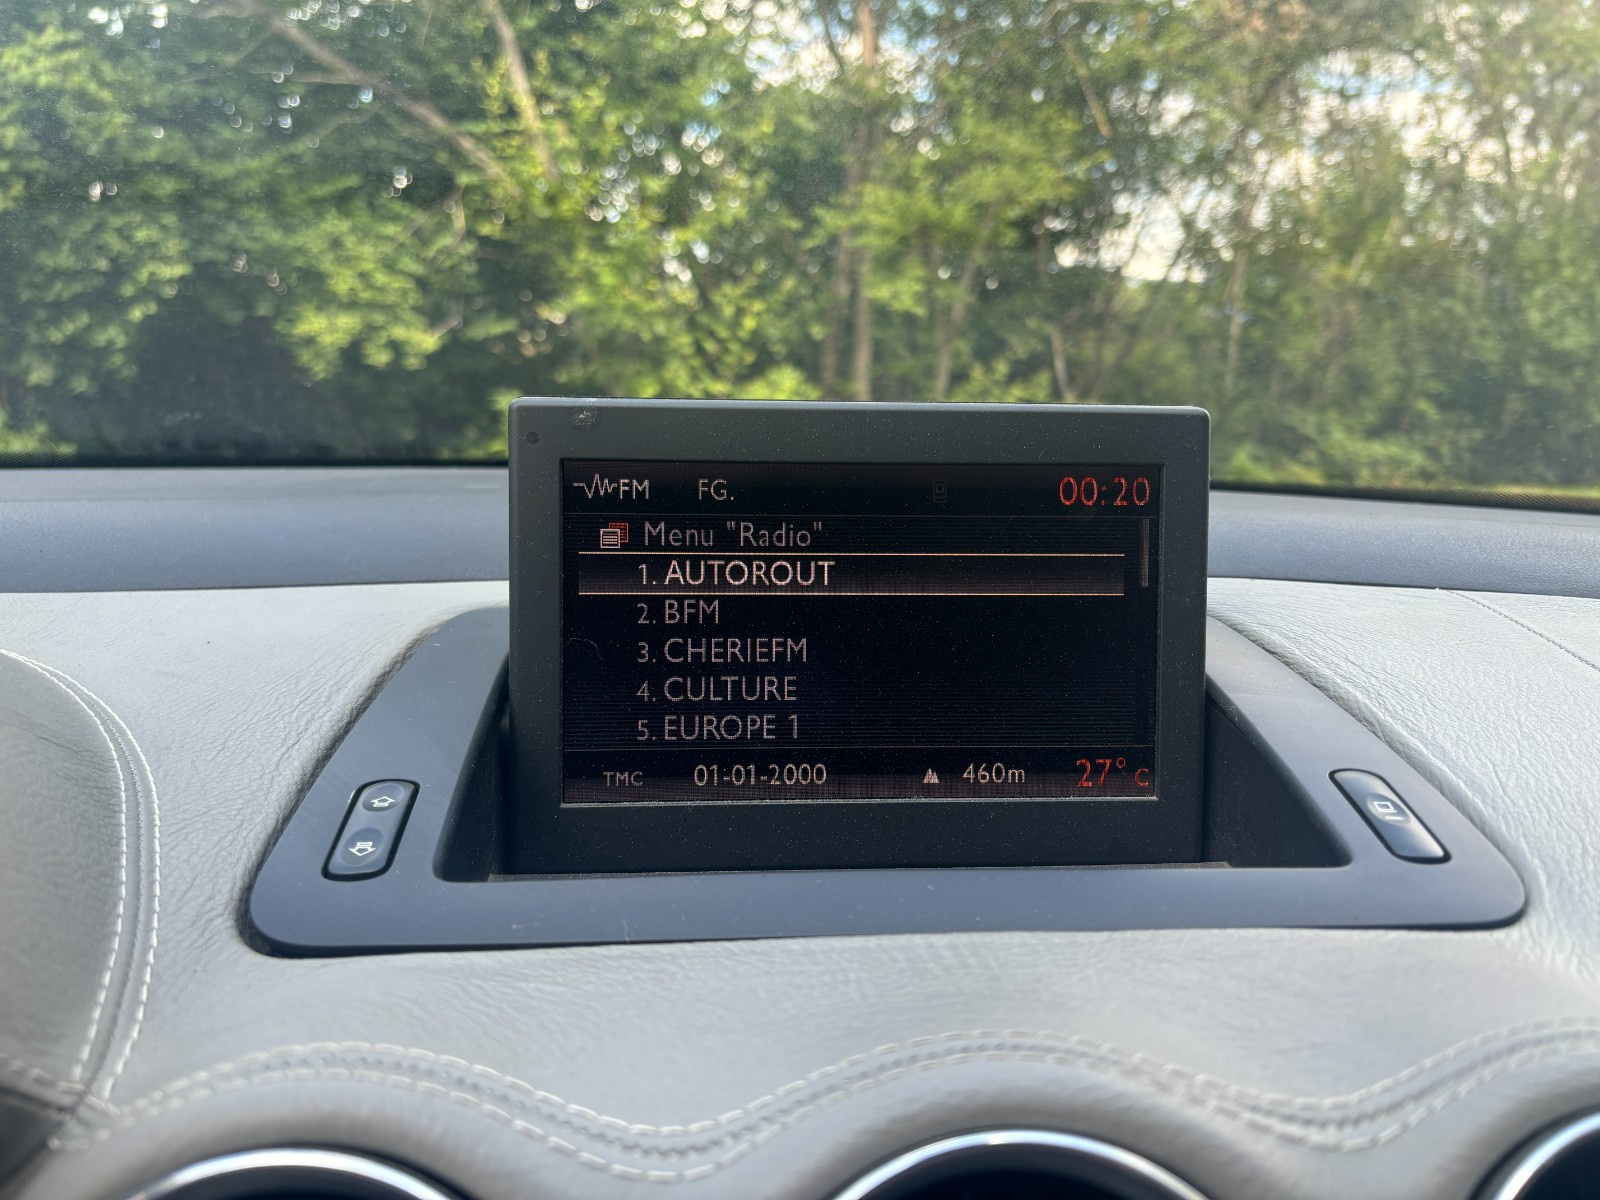 FM FG. 00:20
Menu "Radio"
1. AUTOROUT
2. BFM
3. CHERIEFM
4. CULTURE
5. EUROPE 1
TMC 01-01-2000 460m 27° C